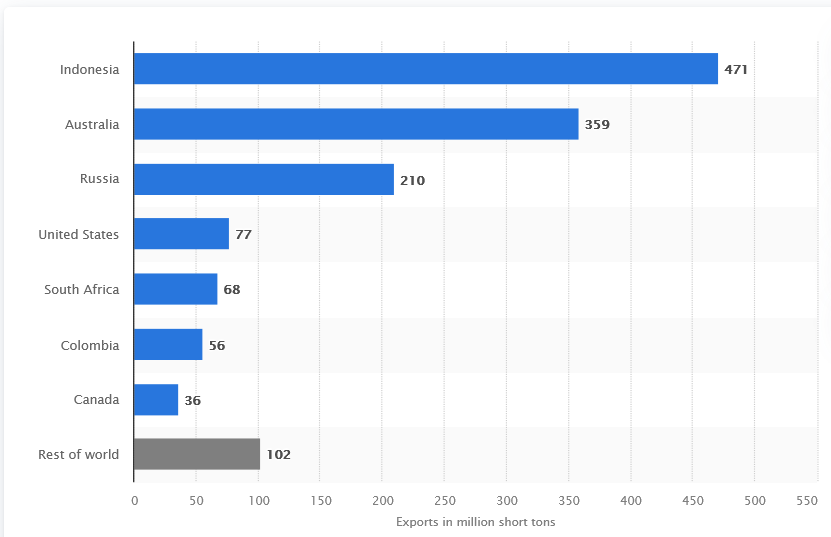 Indonesia 471
Australia 359
Russia 210
United States 77
South Africa 68
Colombia 56
Canada 36
Rest of world 102
0 50 100 150 200 250 300 350 400 450 500 550
Exports in million short tons